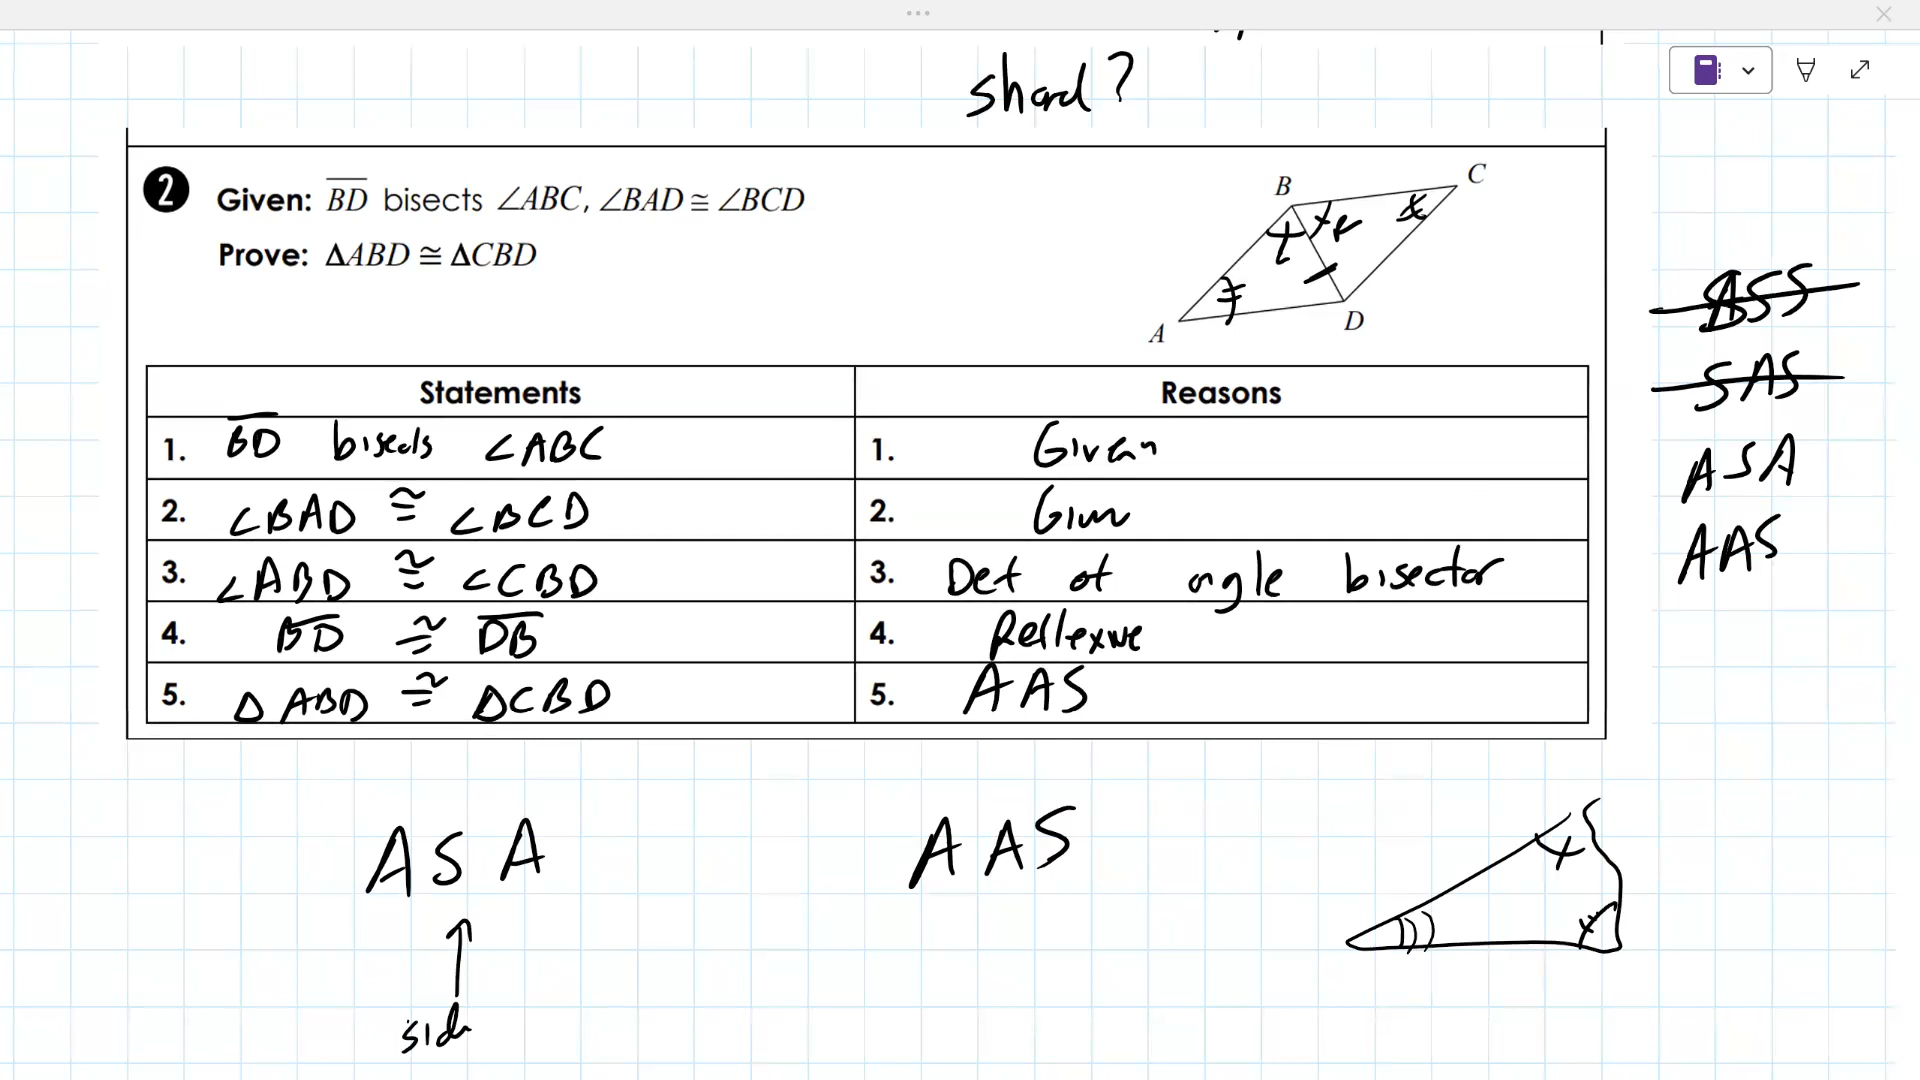 shard?
2 Given: BD bisects ∠ABC, ∠BAD ≅ ∠BCD
Prove: ΔABD ≅ ΔCBD
B
C
A
D
ASS
SAS
ASA
AAS
Statements Reasons
1. BD bisects ∠ABC 1. Given
2. ∠BAD ≅ ∠BCD 2. Given
3. ∠ABD ≅ ∠CBD 3. Def of angle bisector
4. BD ≅ DB 4. Reflexive
5. Δ ABD ≅ ΔCBD 5. AAS
ASA AAS
side